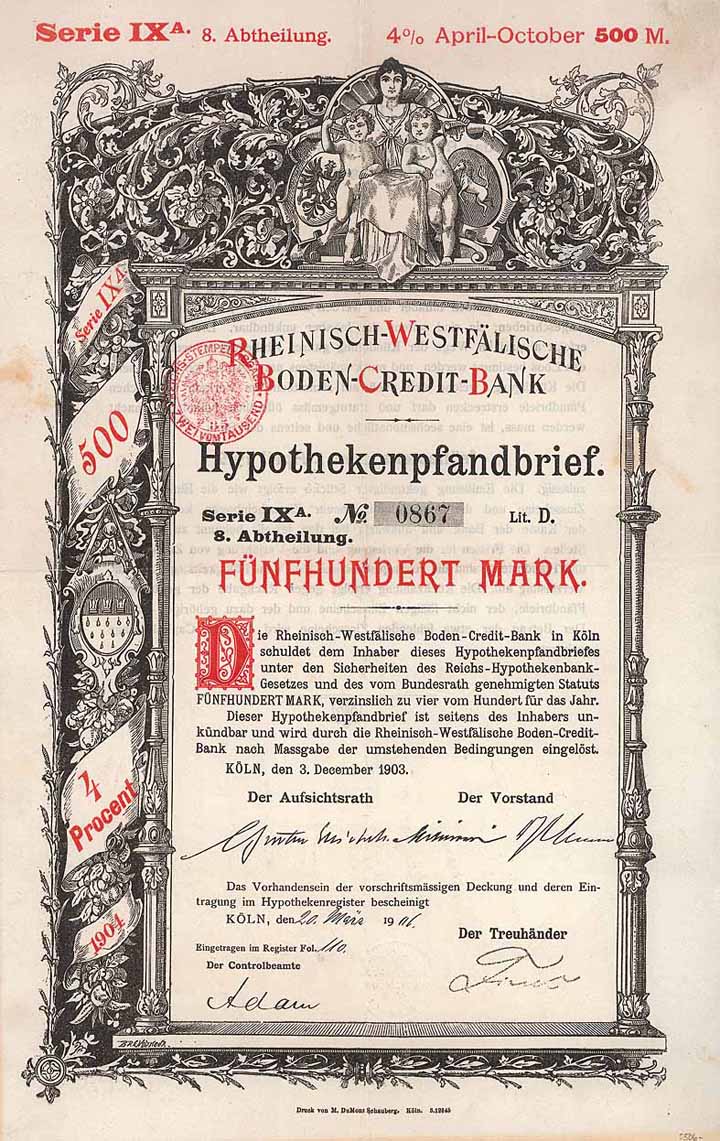 Serie IXA. 8. Abtheilung. 4% April-October 500 M.
Serie IXA
500
4
Procent
1904
RHEINISCH-WESTFÄLISCHE
BODEN-CREDIT-BANK
ZWEI VOM TAUSEND
Hypothekenpfandbrief.
Serie IXA. No. 0867 Lit. D.
8. Abtheilung.
FÜNFHUNDERT MARK.
Die Rheinisch-Westfälische Boden-Credit-Bank in Köln
schuldet dem Inhaber dieses Hypothekenpfandbriefes
unter den Sicherheiten des Reichs-Hypothekenbank-
Gesetzes und des vom Bundesrath genehmigten Statuts
FÜNFHUNDERT MARK, verzinslich zu vier vom Hundert für das Jahr.
Dieser Hypothekenpfandbrief ist seitens des Inhabers un-
kündbar und wird durch die Rheinisch-Westfälische Boden-Credit-
Bank nach Massgabe der umstehenden Bedingungen eingelöst.
KÖLN, den 3. December 1903.
Der Aufsichtsrath Der Vorstand
Das Vorhandensein der vorschriftsmässigen Deckung und deren Ein-
tragung im Hypothekenregister bescheinigt
KÖLN, den 20. März 1906.
Der Treuhänder
Eingetragen im Register Fol. 110.
Der Controlbeamte
Adam
Druck von M. DuMont Schauberg, Köln. 5.12645